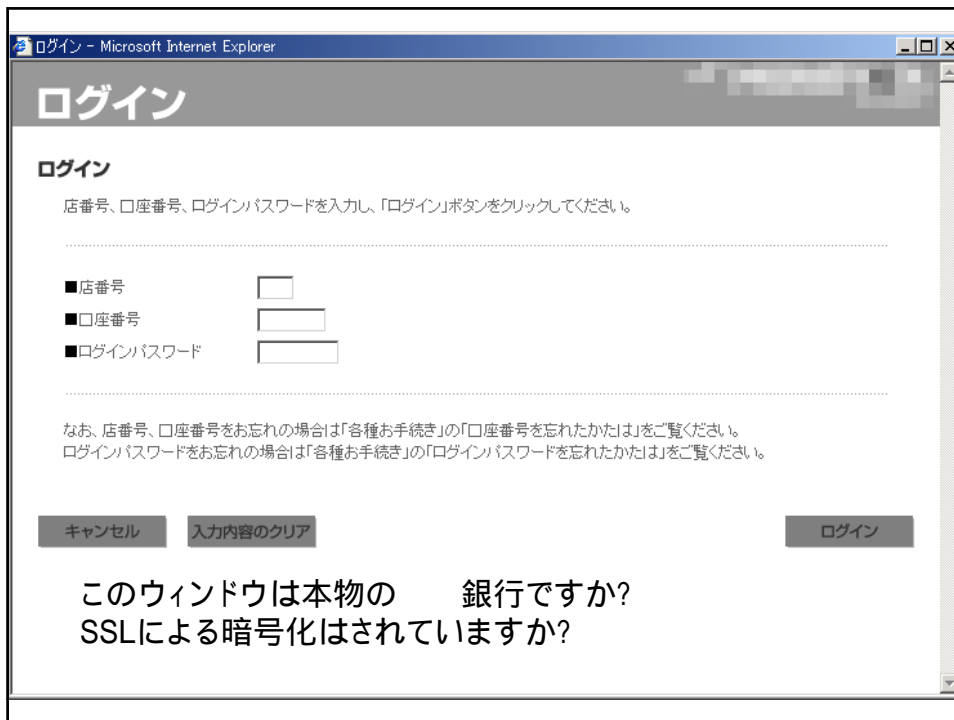 ログイン - Microsoft Internet Explorer
ログイン
ログイン
店番号、口座番号、ログインパスワードを入力し、「ログイン」ボタンをクリックしてください。
■店番号
■口座番号
■ログインパスワード
なお、店番号、口座番号をお忘れの場合は「各種お手続き」の「口座番号を忘れたかたは」をご覧ください。
ログインパスワードをお忘れの場合は「各種お手続き」の「ログインパスワードを忘れたかたは」をご覧ください。
キャンセル 入力内容のクリア ログイン
このウィンドウは本物の　　銀行ですか?
SSLによる暗号化はされていますか?